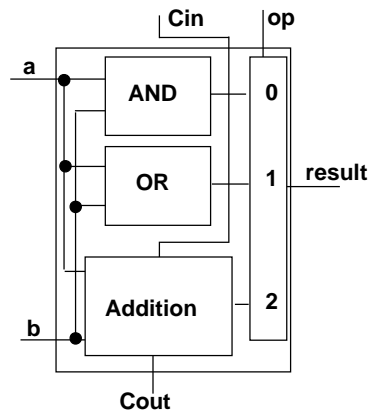 Cin
op
a
AND
0
OR
1
result
Addition
2
b
Cout